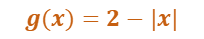 g(x) = 2 − |x|